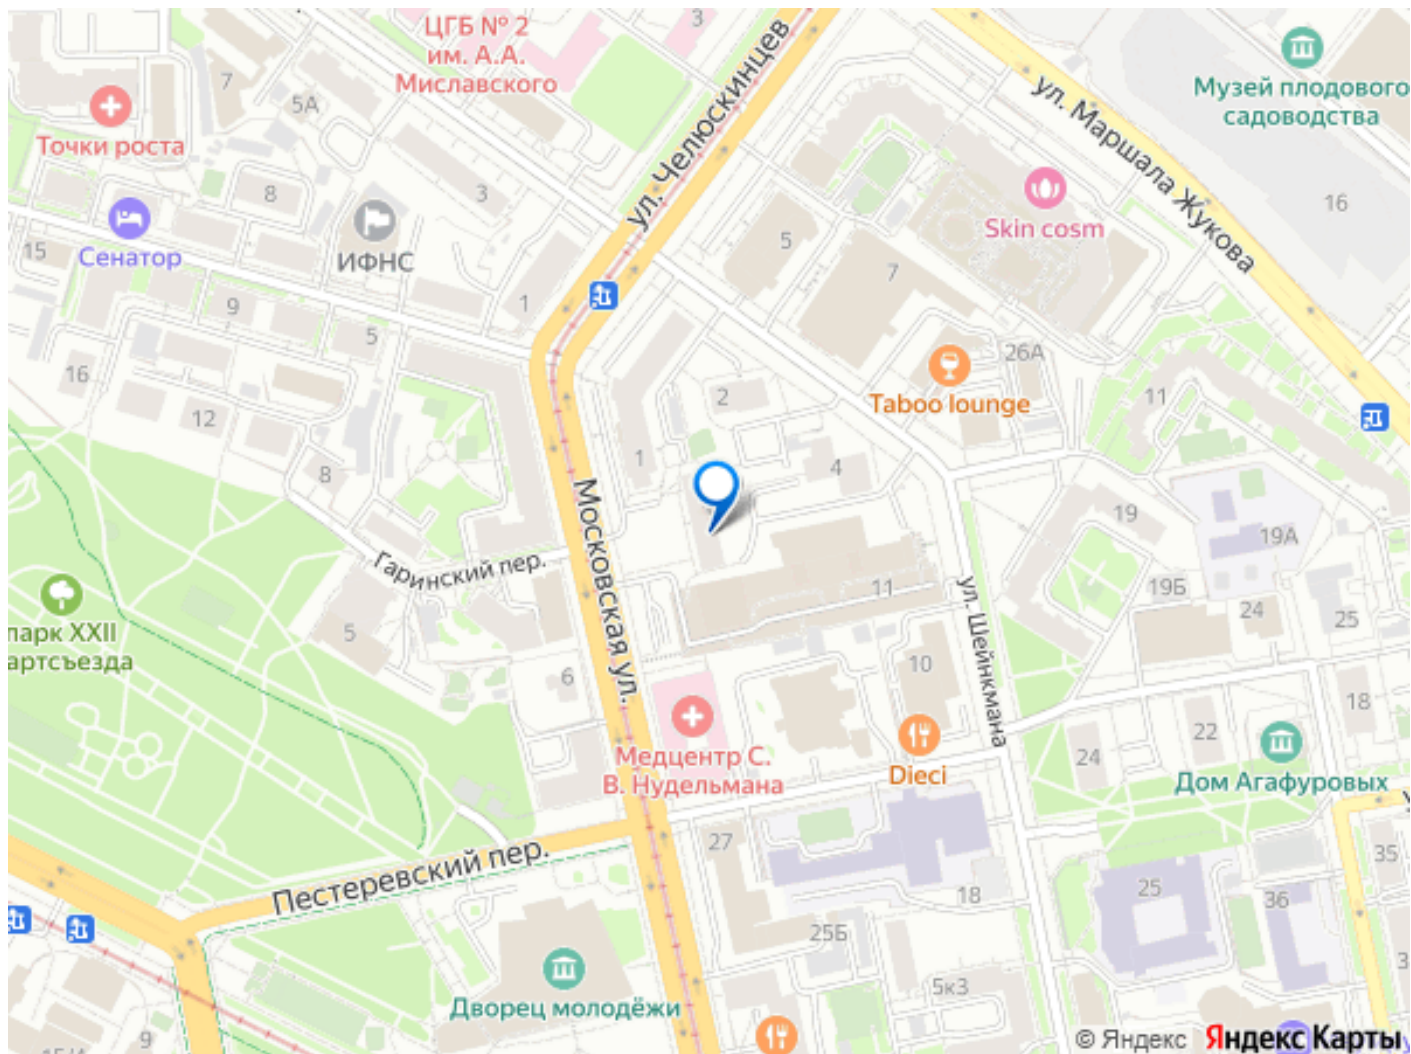 ЦГБ № 2
им. А.А.
Миславского
3
ул. Челюскинцев
ул. Маршала Жукова
Музей плодового
садоводства
7
5А
Точки роста
8
3
16
Skin cosm
Сенатор
ИФНС
15
5
7
9
1
5
26А
Taboo lounge
16
12
2
11
1
4
8
Московская ул.
19
19А
Гаринский пер.
парк XXII
артсъезда
5
11
ул. Шейнкмана
19Б
24
25
6
10
18
Медцентр С.
В. Нудельмана
Dieci
24
22
Дом Агафуровых
Пестеревский пер.
27
18
25
35
36
25Б
Дворец молодёжи
5к3
3
9
© Яндекс Яндекс Карты